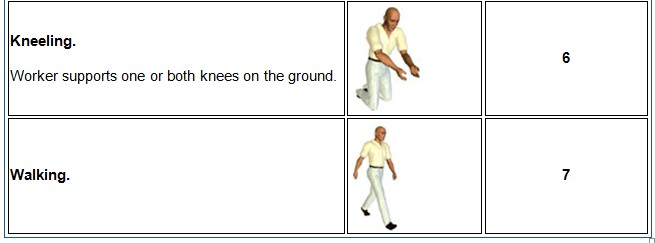 Kneeling.
Worker supports one or both knees on the ground.
6
Walking.
7